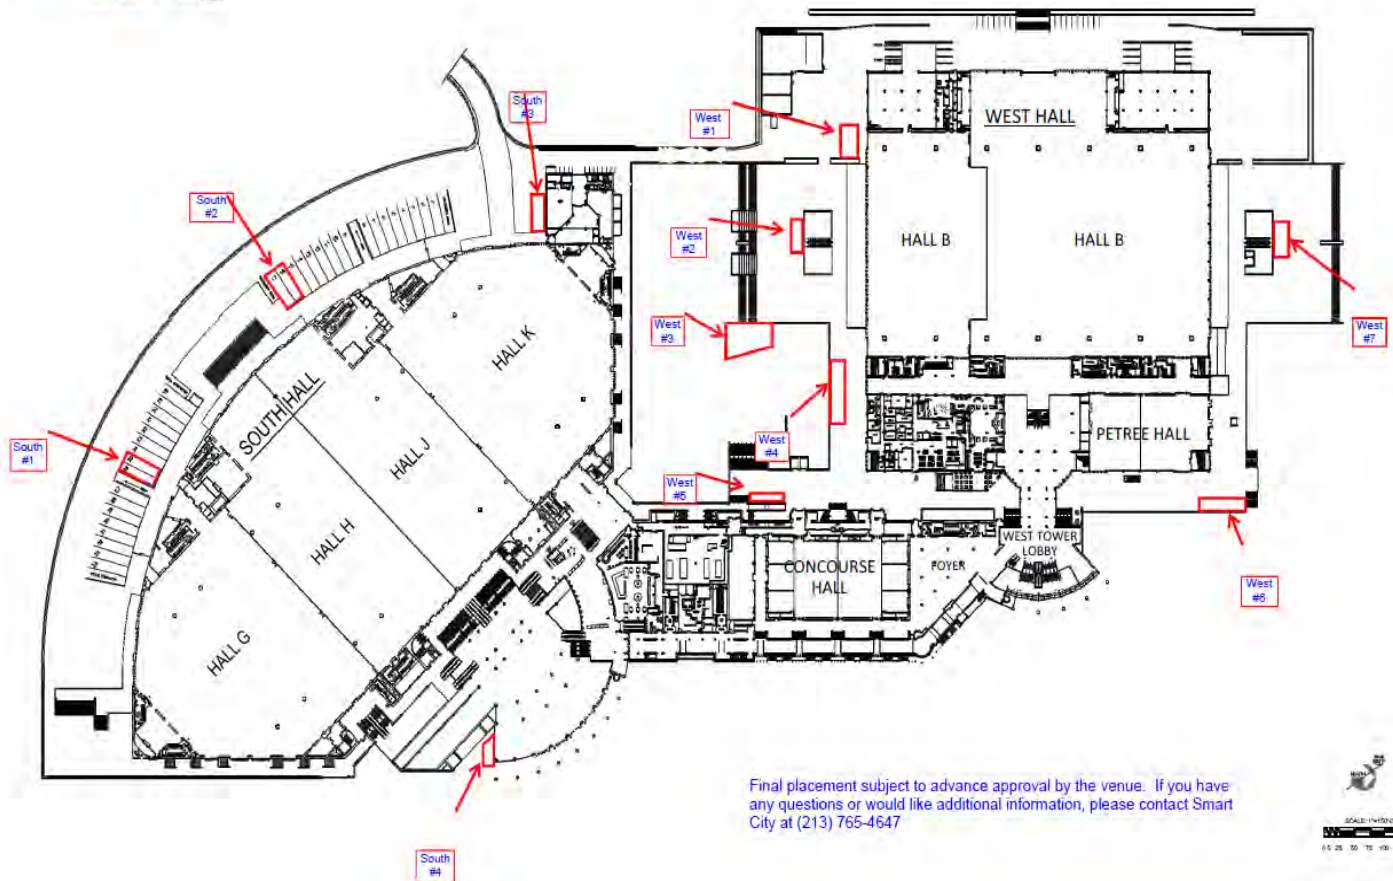 South
#3
West
#1
WEST HALL
South
#2
West
#2
HALL B
HALL B
West
#3
West
#7
HALL K
SOUTH HALL
HALL J
South
#1
West
#4
PETREE HALL
West
#5
HALL H
WEST TOWER
LOBBY
CONCOURSE
HALL
FOYER
West
#6
HALL G
Final placement subject to advance approval by the venue. If you have
any questions or would like additional information, please contact Smart
City at (213) 765-4647
South
#4